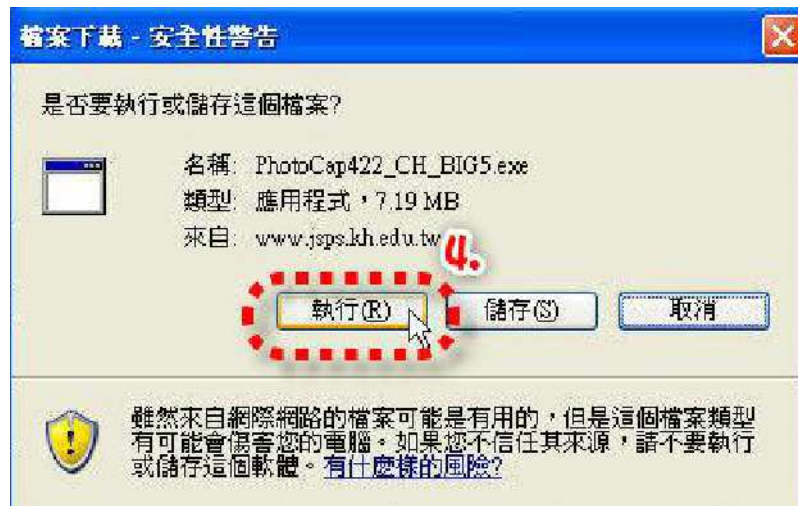 檔案下載 - 安全性警告
是否要執行或儲存這個檔案?
名稱: PhotoCap422_CH_BIG5.exe
類型: 應用程式，7.19 MB
來自: www.jsps.kh.edu.tw
4.
執行(R) 儲存(S) 取消
雖然來自網際網路的檔案可能是有用的，但是這個檔案類型
有可能會傷害您的電腦。如果您不信任其來源，請不要執行
或儲存這個軟體。有什麼樣的風險?